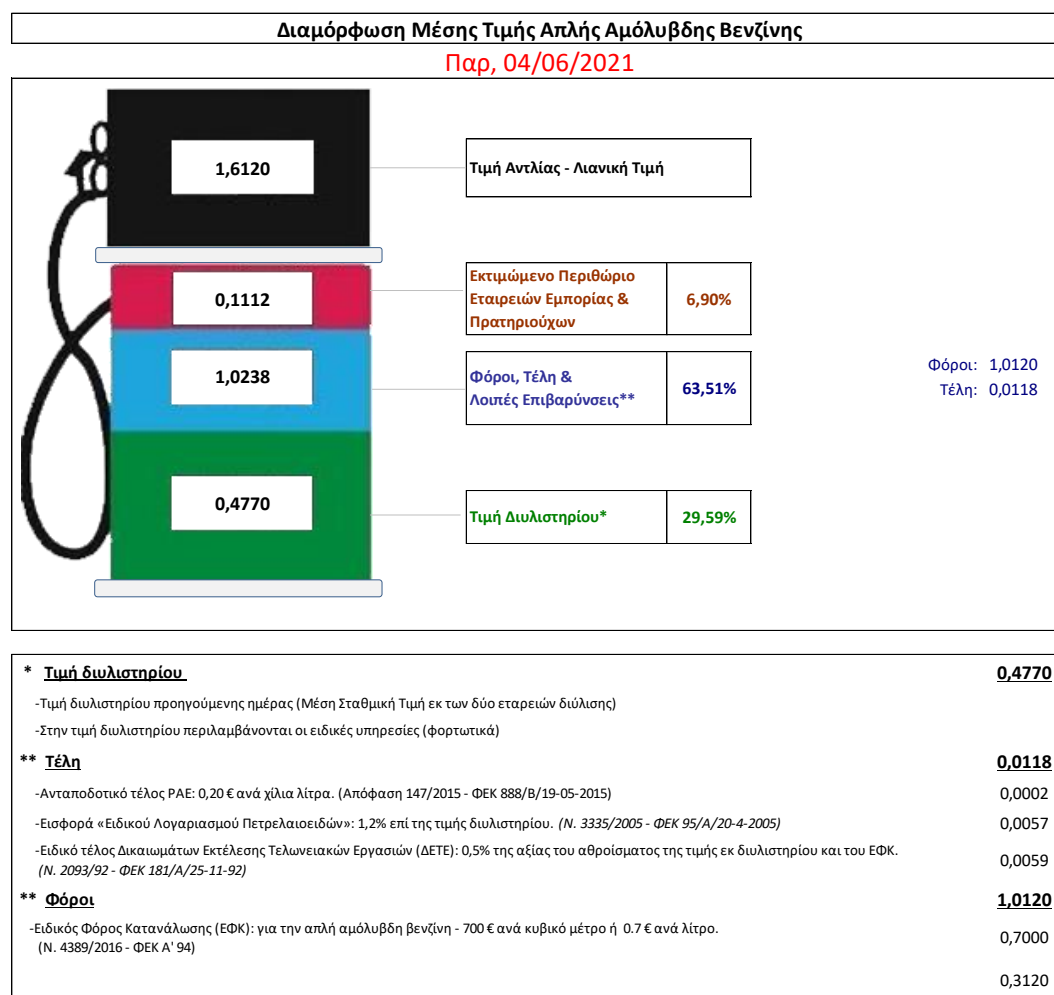 Διαμόρφωση Μέσης Τιμής Απλής Αμόλυβδης Βενζίνης
Παρ, 04/06/2021
1,6120
Τιμή Αντλίας - Λιανική Τιμή
0,1112
Εκτιμώμενο Περιθώριο
Εταιρειών Εμπορίας &
Πρατηριούχων
6,90%
1,0238
Φόροι, Τέλη &
Λοιπές Επιβαρύνσεις**
63,51%
Φόροι: 1,0120
Τέλη: 0,0118
0,4770
Τιμή Διυλιστηρίου*
29,59%
* Τιμή διυλιστηρίου 0,4770
-Τιμή διυλιστηρίου προηγούμενης ημέρας (Μέση Σταθμική Τιμή εκ των δύο εταρειών διύλισης)
-Στην τιμή διυλιστηρίου περιλαμβάνονται οι ειδικές υπηρεσίες (φορτωτικά)
** Τέλη 0,0118
-Ανταποδοτικό τέλος ΡΑΕ: 0,20 € ανά χίλια λίτρα. (Απόφαση 147/2015 - ΦΕΚ 888/Β/19-05-2015) 0,0002
-Εισφορά «Ειδικού Λογαριασμού Πετρελαιοειδών»: 1,2% επί της τιμής διυλιστηρίου. (Ν. 3335/2005 - ΦΕΚ 95/Α/20-4-2005) 0,0057
-Ειδικό τέλος Δικαιωμάτων Εκτέλεσης Τελωνειακών Εργασιών (ΔΕΤΕ): 0,5% της αξίας του αθροίσματος της τιμής εκ διυλιστηρίου και του ΕΦΚ. 0,0059
(Ν. 2093/92 - ΦΕΚ 181/Α/25-11-92)
** Φόροι 1,0120
-Ειδικός Φόρος Κατανάλωσης (ΕΦΚ): για την απλή αμόλυβδη βενζίνη - 700 € ανά κυβικό μέτρο ή 0.7 € ανά λίτρο. 0,7000
(Ν. 4389/2016 - ΦΕΚ Α' 94)
0,3120